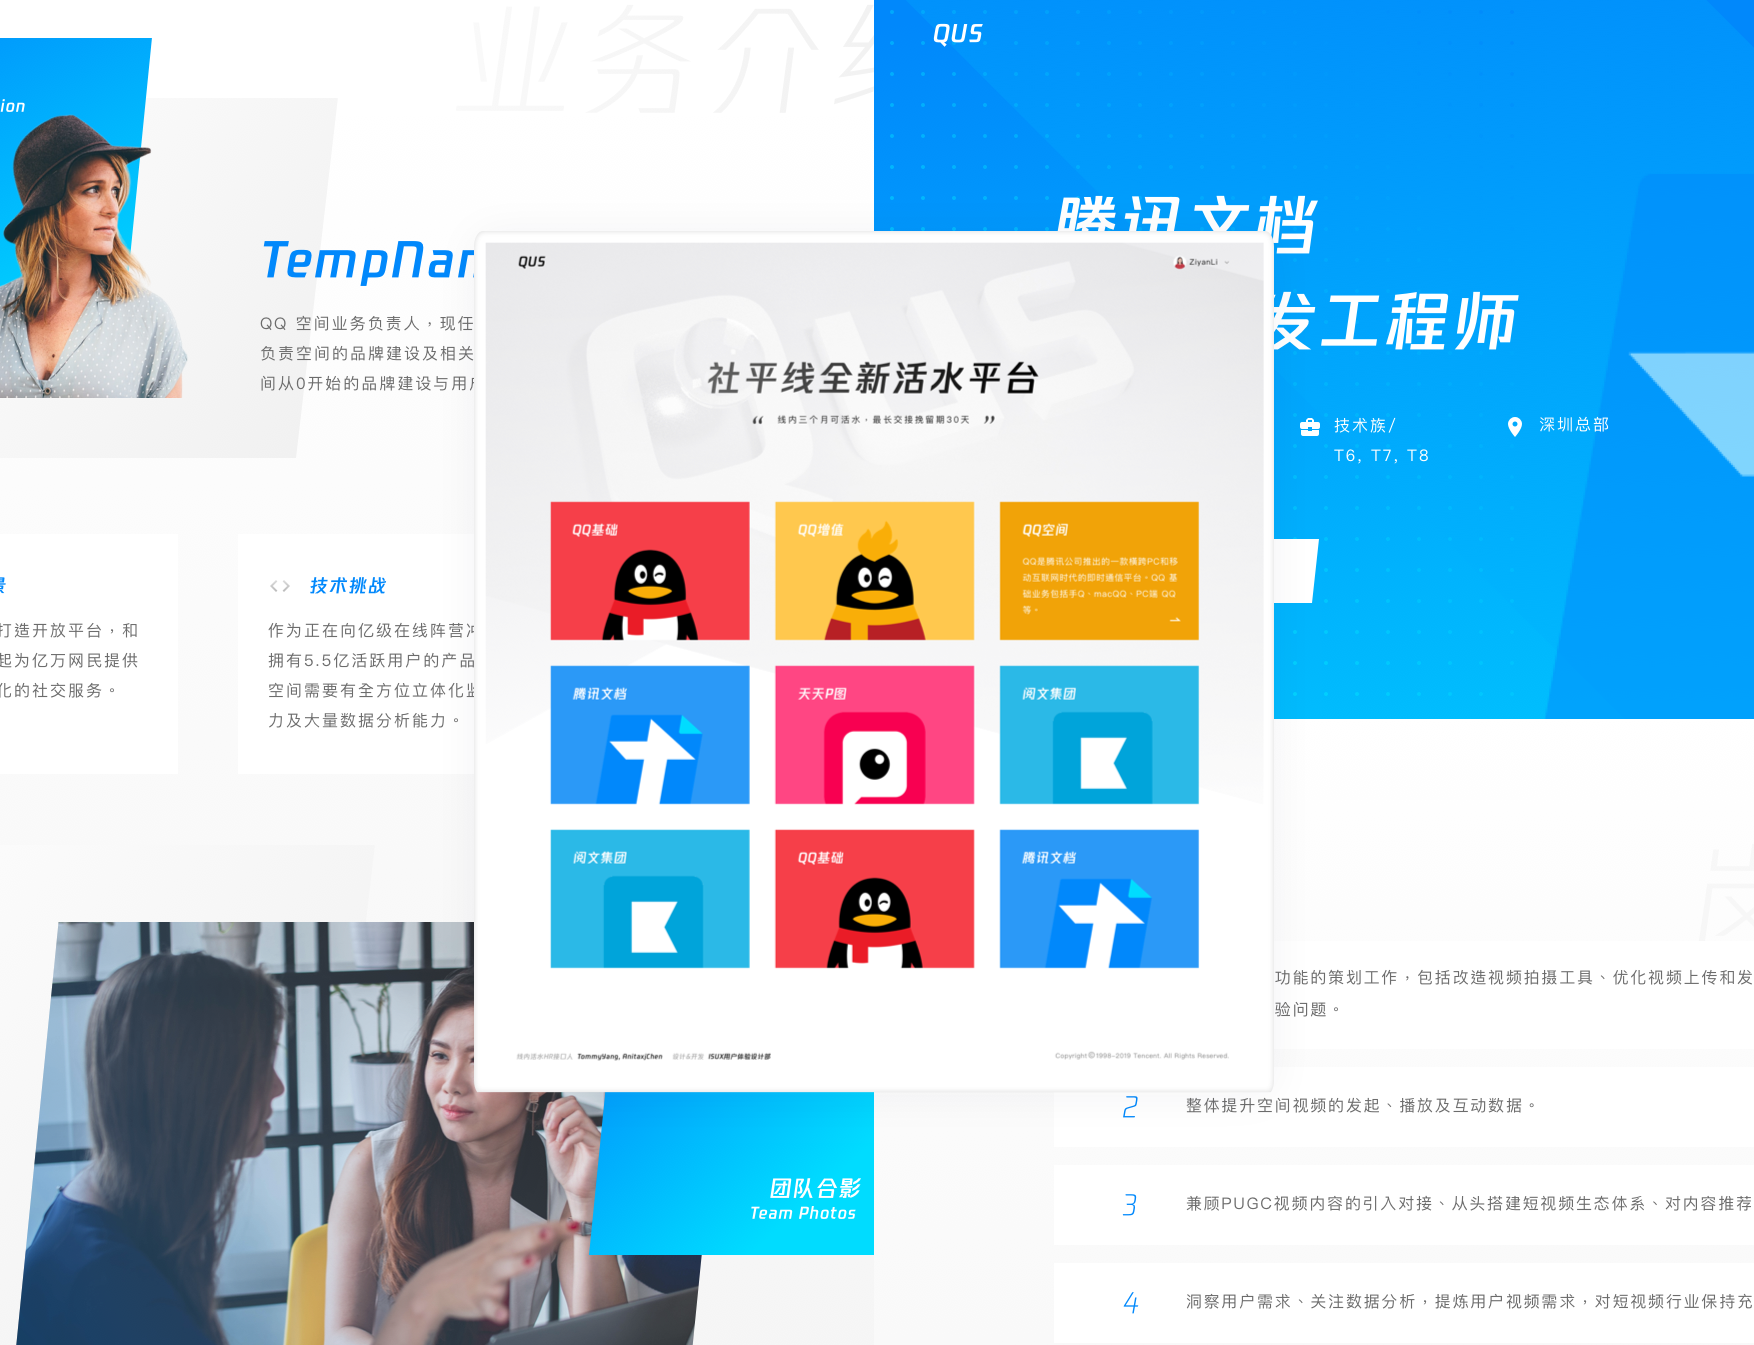 业务介绍
ion
TempNam
QQ 空间业务负责人，现任
负责空间的品牌建设及相关
间从0开始的品牌建设与用户
景
打造开放平台，和
起为亿万网民提供
化的社交服务。
技术挑战
作为正在向亿级在线阵营冲
拥有5.5亿活跃用户的产品
空间需要有全方位立体化监
力及大量数据分析能力。
团队合影
Team Photos
QUS
腾讯文档
发工程师
技术族/
T6, T7, T8
深圳总部
岗
功能的策划工作，包括改造视频拍摄工具、优化视频上传和发
验问题。
2
整体提升空间视频的发起、播放及互动数据。
3
兼顾PUGC视频内容的引入对接、从头搭建短视频生态体系、对内容推荐
4
洞察用户需求、关注数据分析，提炼用户视频需求，对短视频行业保持充
QUS
ZiyanLi
Qus
社平线全新活水平台
“ 线内三个月可活水，最长交接挽留期30天 ”
QQ基础
QQ增值
QQ空间
QQ是腾讯公司推出的一款横跨PC和移
动互联网时代的即时通信平台。QQ 基
础业务包括手Q、macQQ、PC端 QQ
等。
腾讯文档
天天P图
阅文集团
阅文集团
QQ基础
腾讯文档
线内活水HR接口人 TommyYang, AnitaxjChen 设计&开发 ISUX用户体验设计部
Copyright©1998-2019 Tencent. All Rights Reserved.